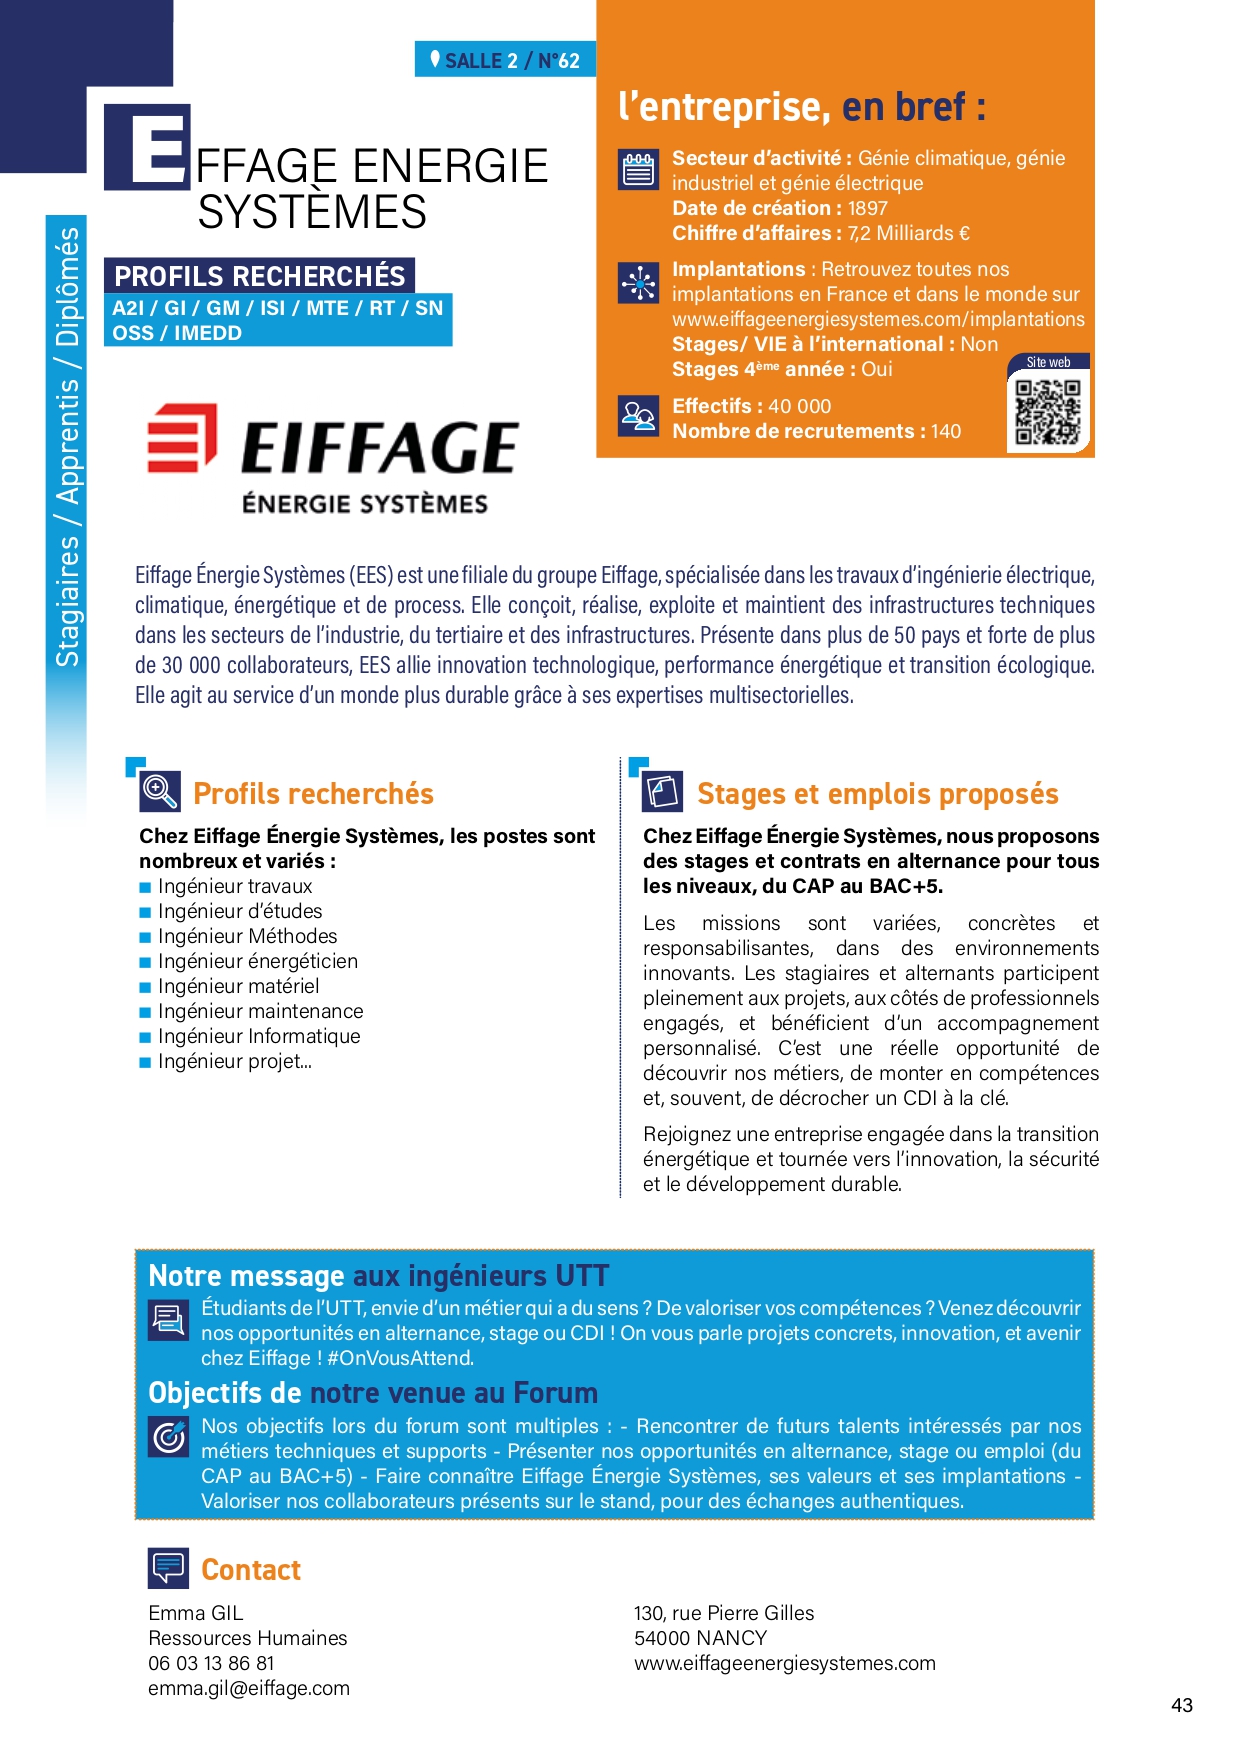 SALLE 2 / N°62
EFFAGE ENERGIE
SYSTÈMES
PROFILS RECHERCHÉS
A2I / GI / GM / ISI / MTE / RT / SN
OSS / IMEDD
Stagiaires / Apprentis / Diplômés
EIFFAGE
ÉNERGIE SYSTÈMES
l'entreprise, en bref :
Secteur d'activité : Génie climatique, génie
industriel et génie électrique
Date de création : 1897
Chiffre d'affaires : 7,2 Milliards €
Implantations : Retrouvez toutes nos
implantations en France et dans le monde sur
www.eiffageenergiesystemes.com/implantations
Stages/ VIE à l'international : Non
Stages 4ème année : Oui
Site web
Effectifs : 40 000
Nombre de recrutements : 140
Eiffage Énergie Systèmes (EES) est une filiale du groupe Eiffage, spécialisée dans les travaux d'ingénierie électrique,
climatique, énergétique et de process. Elle conçoit, réalise, exploite et maintient des infrastructures techniques
dans les secteurs de l'industrie, du tertiaire et des infrastructures. Présente dans plus de 50 pays et forte de plus
de 30 000 collaborateurs, EES allie innovation technologique, performance énergétique et transition écologique.
Elle agit au service d'un monde plus durable grâce à ses expertises multisectorielles.
Profils recherchés
Chez Eiffage Énergie Systèmes, les postes sont
nombreux et variés :
Ingénieur travaux
Ingénieur d'études
Ingénieur Méthodes
Ingénieur énergéticien
Ingénieur matériel
Ingénieur maintenance
Ingénieur Informatique
Ingénieur projet...
Stages et emplois proposés
Chez Eiffage Énergie Systèmes, nous proposons
des stages et contrats en alternance pour tous
les niveaux, du CAP au BAC+5.
Les missions sont variées, concrètes et
responsabilisantes, dans des environnements
innovants. Les stagiaires et alternants participent
pleinement aux projets, aux côtés de professionnels
engagés, et bénéficient d'un accompagnement
personnalisé. C'est une réelle opportunité de
découvrir nos métiers, de monter en compétences
et, souvent, de décrocher un CDI à la clé.
Rejoignez une entreprise engagée dans la transition
énergétique et tournée vers l'innovation, la sécurité
et le développement durable.
Notre message aux ingénieurs UTT
Étudiants de l'UTT, envie d'un métier qui a du sens ? De valoriser vos compétences ? Venez découvrir
nos opportunités en alternance, stage ou CDI ! On vous parle projets concrets, innovation, et avenir
chez Eiffage ! #OnVousAttend.
Objectifs de notre venue au Forum
Nos objectifs lors du forum sont multiples : - Rencontrer de futurs talents intéressés par nos
métiers techniques et supports - Présenter nos opportunités en alternance, stage ou emploi (du
CAP au BAC+5) - Faire connaître Eiffage Énergie Systèmes, ses valeurs et ses implantations -
Valoriser nos collaborateurs présents sur le stand, pour des échanges authentiques.
Contact
Emma GIL
Ressources Humaines
06 03 13 86 81
emma.gil@eiffage.com
130, rue Pierre Gilles
54000 NANCY
www.eiffageenergiesystemes.com
43